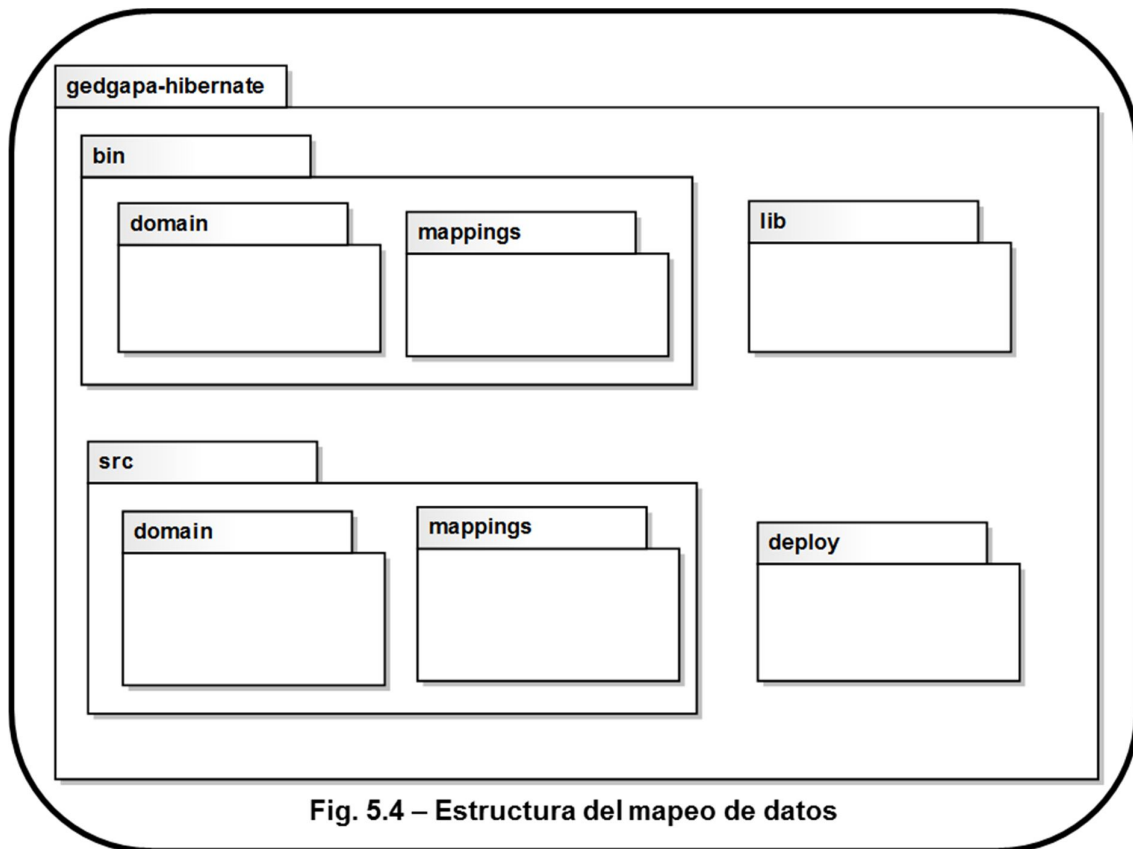 gedgapa-hibernate
bin
domain
mappings
lib
src
domain
mappings
deploy
Fig. 5.4 – Estructura del mapeo de datos